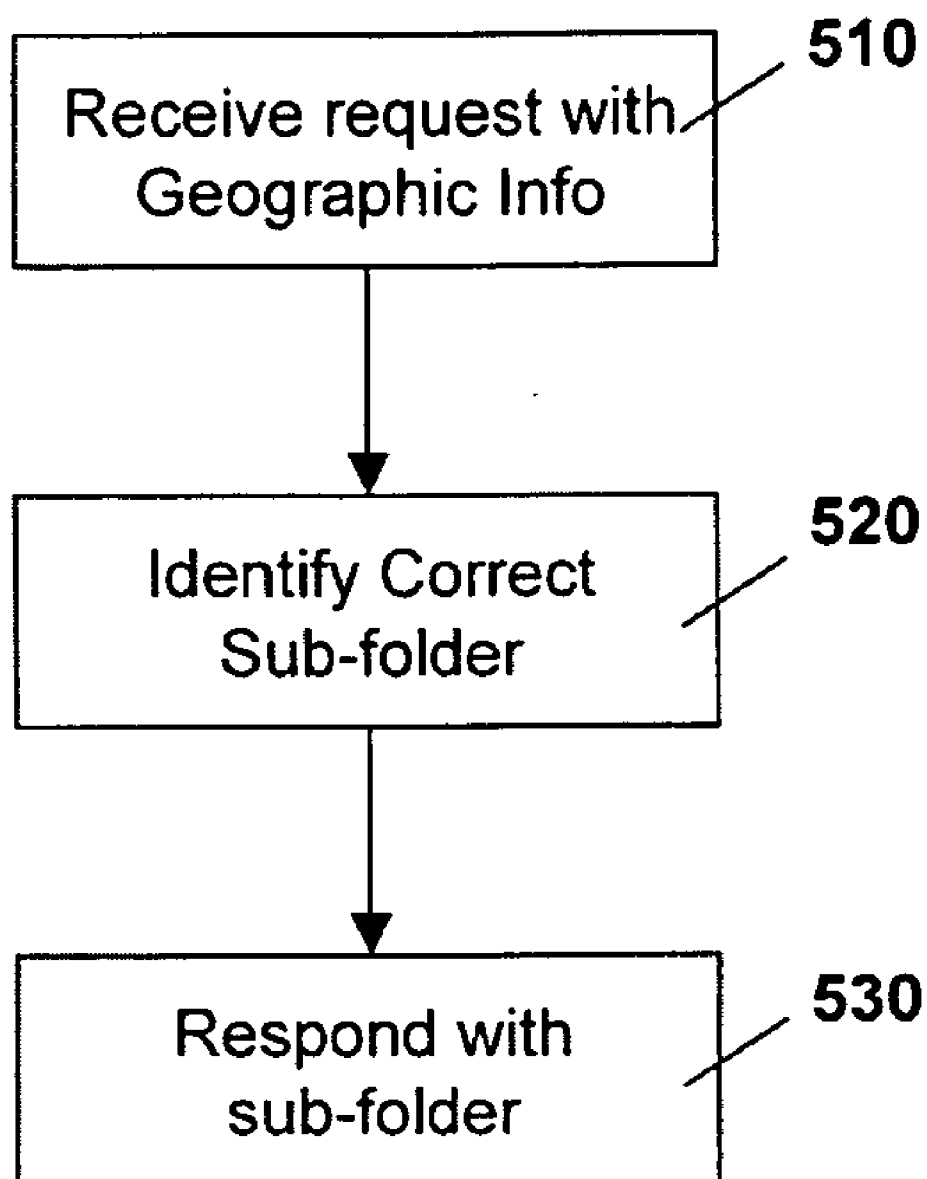 510
Receive request with
Geographic Info
520
Identify Correct
Sub-folder
530
Respond with
sub-folder